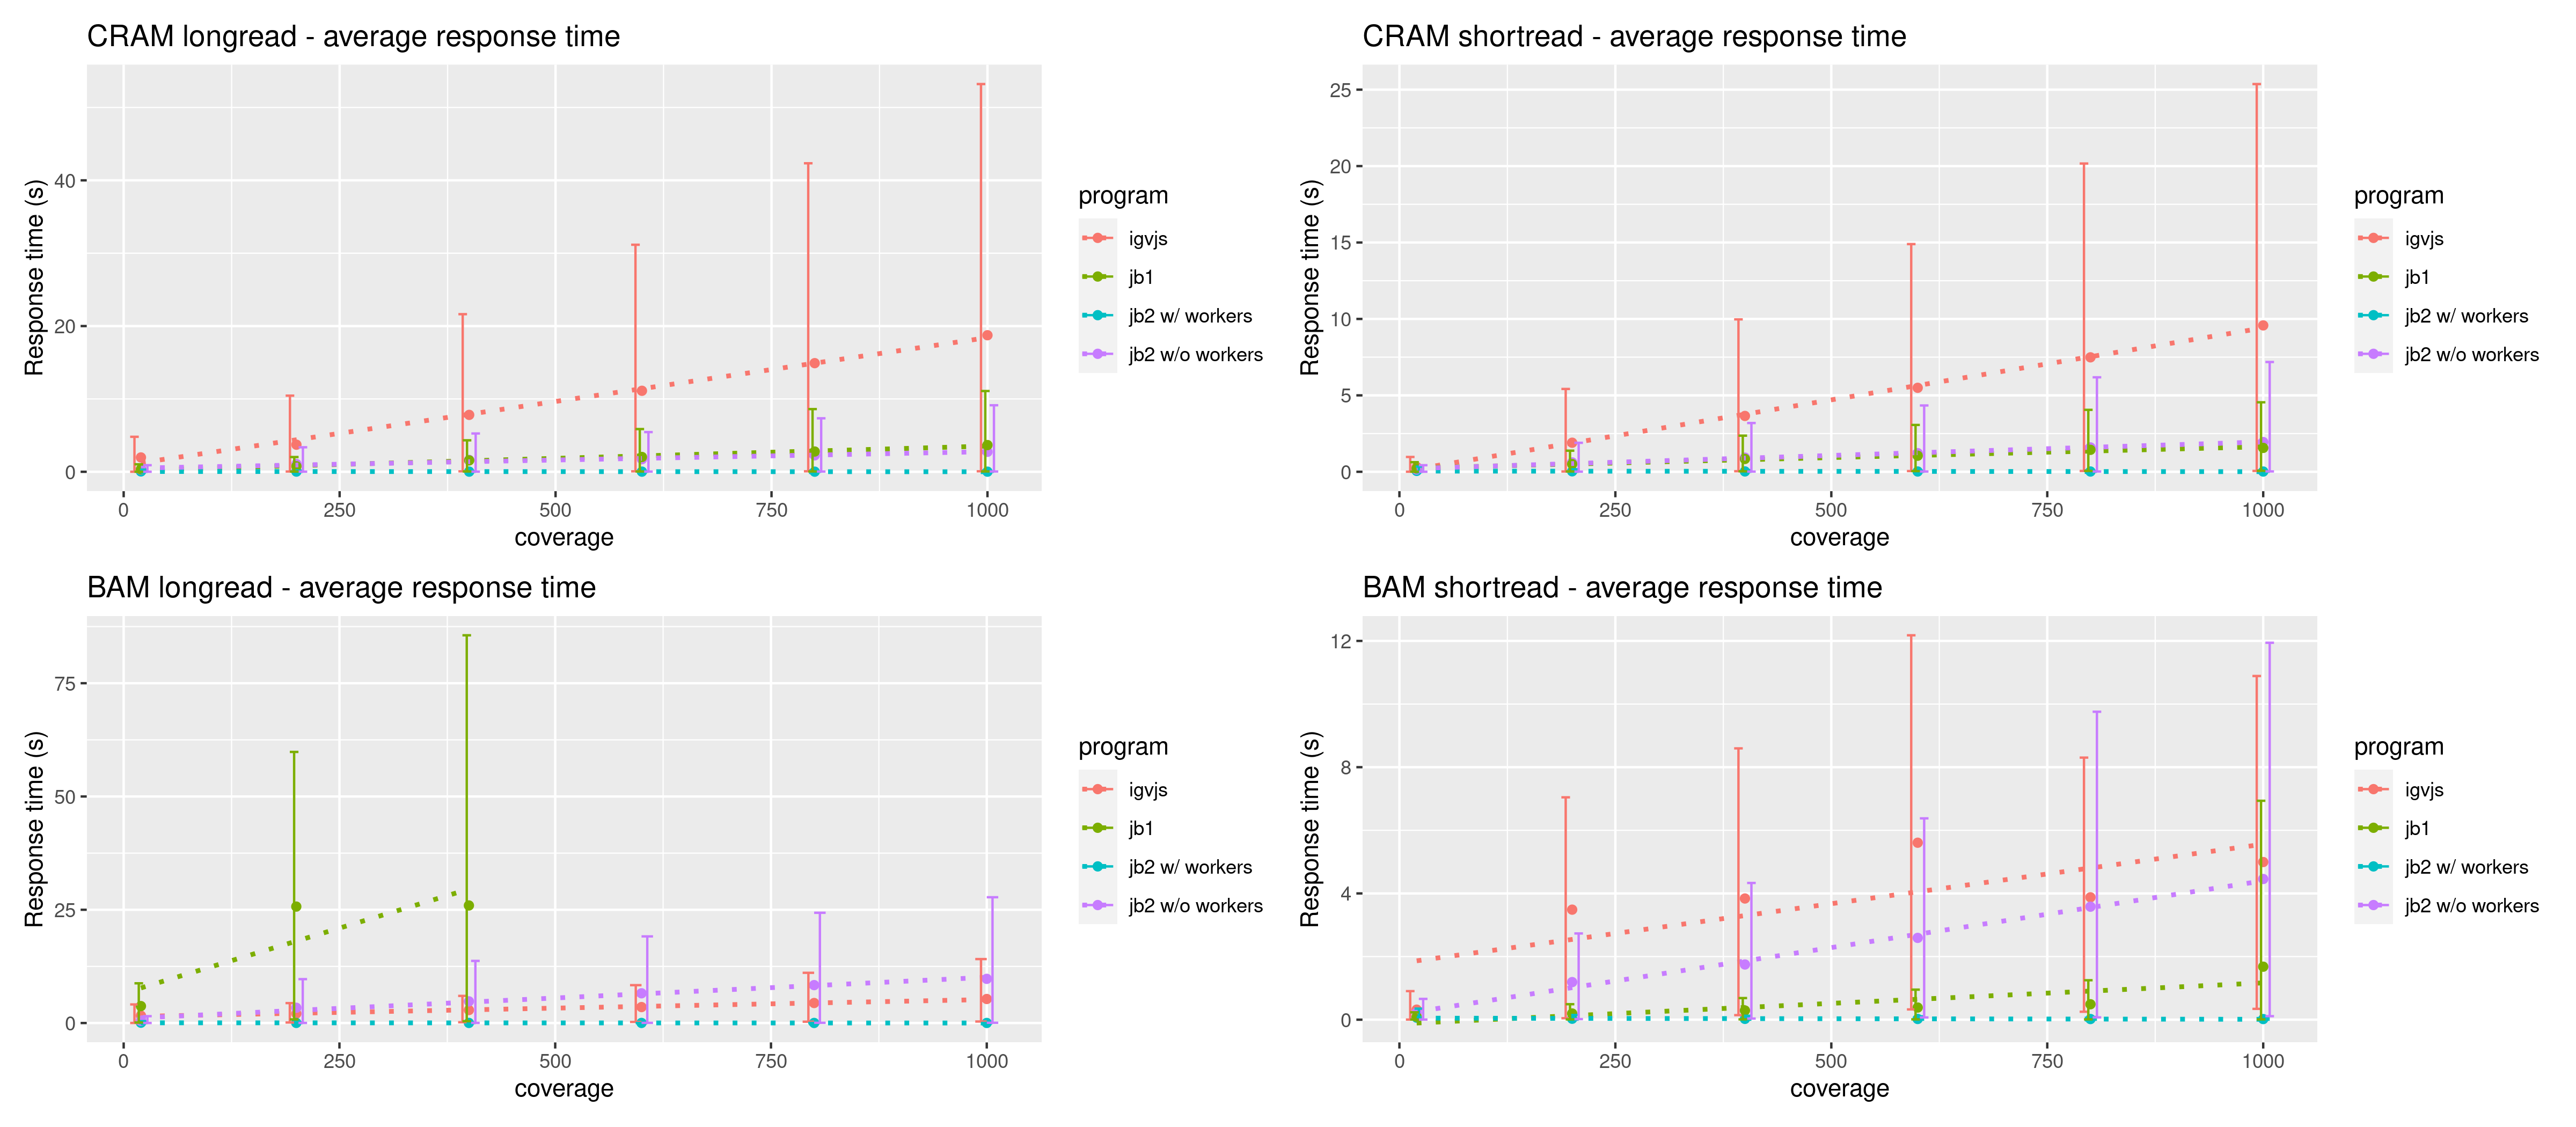 CRAM longread - average response time
Response time (s)
40
20
0
0 250 500 750 1000
coverage
program
igvjs
jb1
jb2 w/ workers
jb2 w/o workers
CRAM shortread - average response time
Response time (s)
25
20
15
10
5
0
0 250 500 750 1000
coverage
program
igvjs
jb1
jb2 w/ workers
jb2 w/o workers
BAM longread - average response time
Response time (s)
75
50
25
0
0 250 500 750 1000
coverage
program
igvjs
jb1
jb2 w/ workers
jb2 w/o workers
BAM shortread - average response time
Response time (s)
12
8
4
0
0 250 500 750 1000
coverage
program
igvjs
jb1
jb2 w/ workers
jb2 w/o workers